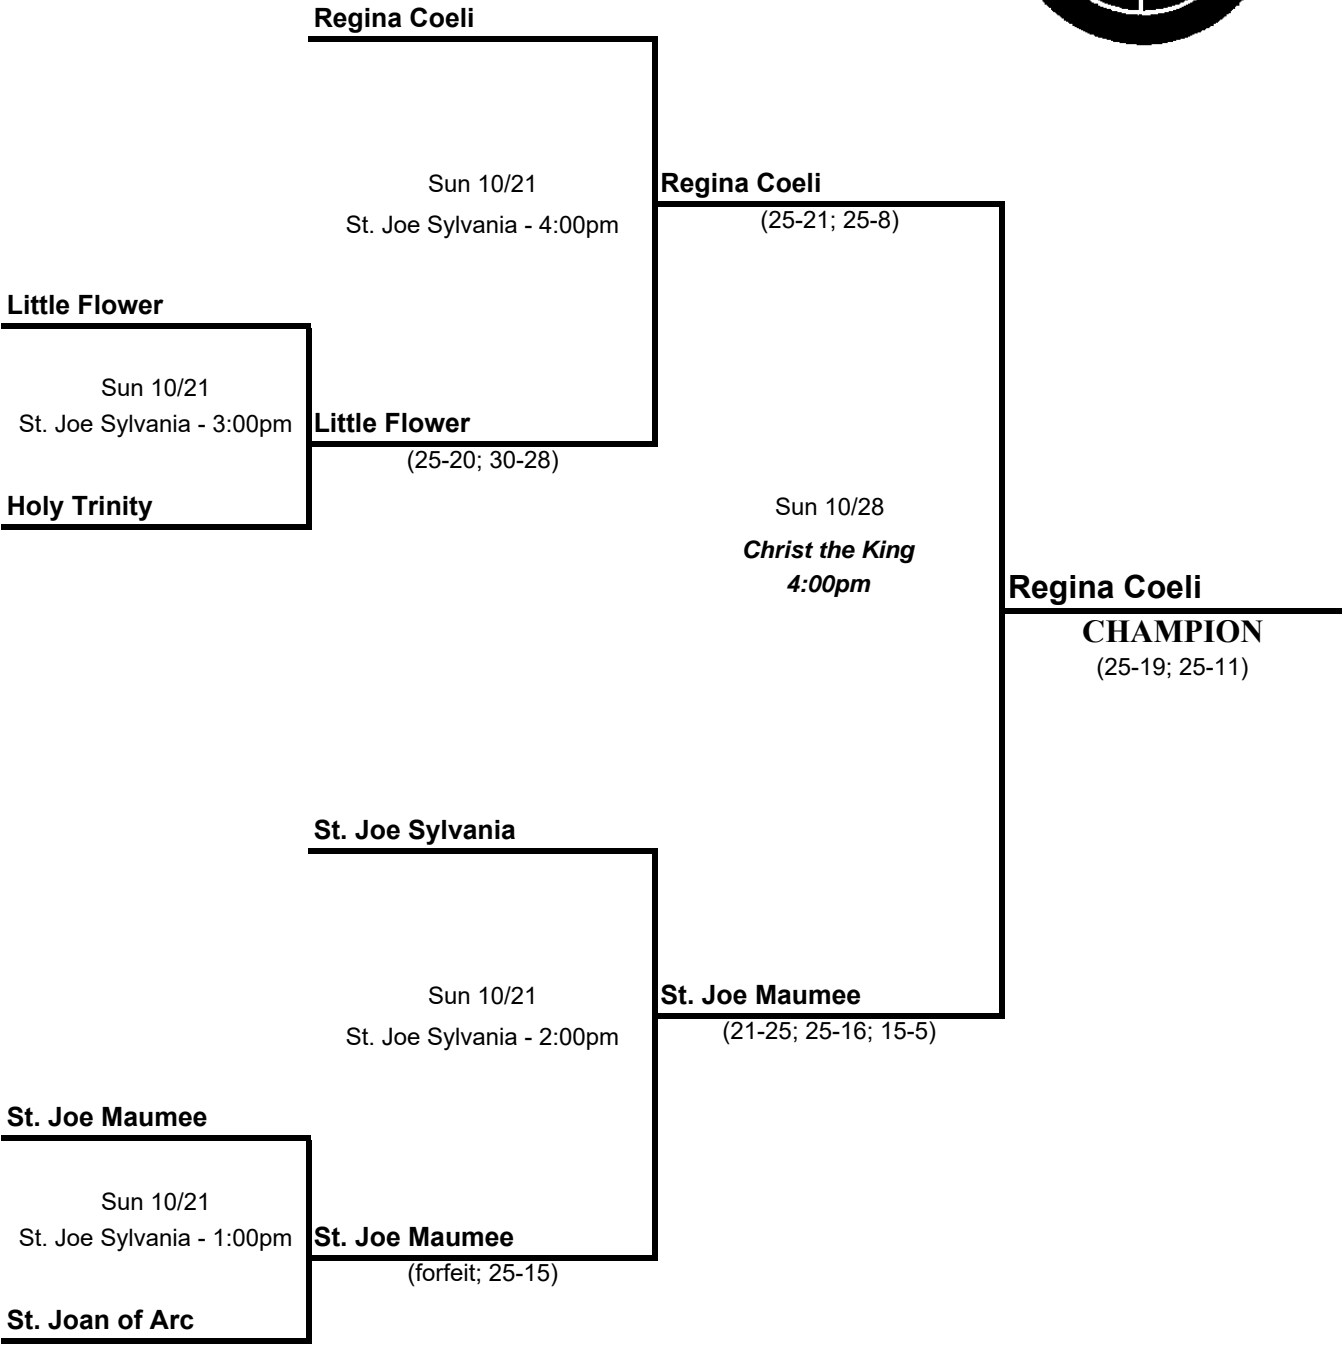 Regina Coeli
Sun 10/21
St. Joe Sylvania - 4:00pm
Regina Coeli
(25-21; 25-8)
Little Flower
Sun 10/21
St. Joe Sylvania - 3:00pm
Little Flower
(25-20; 30-28)
Holy Trinity
Sun 10/28
Christ the King
4:00pm
Regina Coeli
CHAMPION
(25-19; 25-11)
St. Joe Sylvania
Sun 10/21
St. Joe Sylvania - 2:00pm
St. Joe Maumee
(21-25; 25-16; 15-5)
St. Joe Maumee
Sun 10/21
St. Joe Sylvania - 1:00pm
St. Joe Maumee
(forfeit; 25-15)
St. Joan of Arc